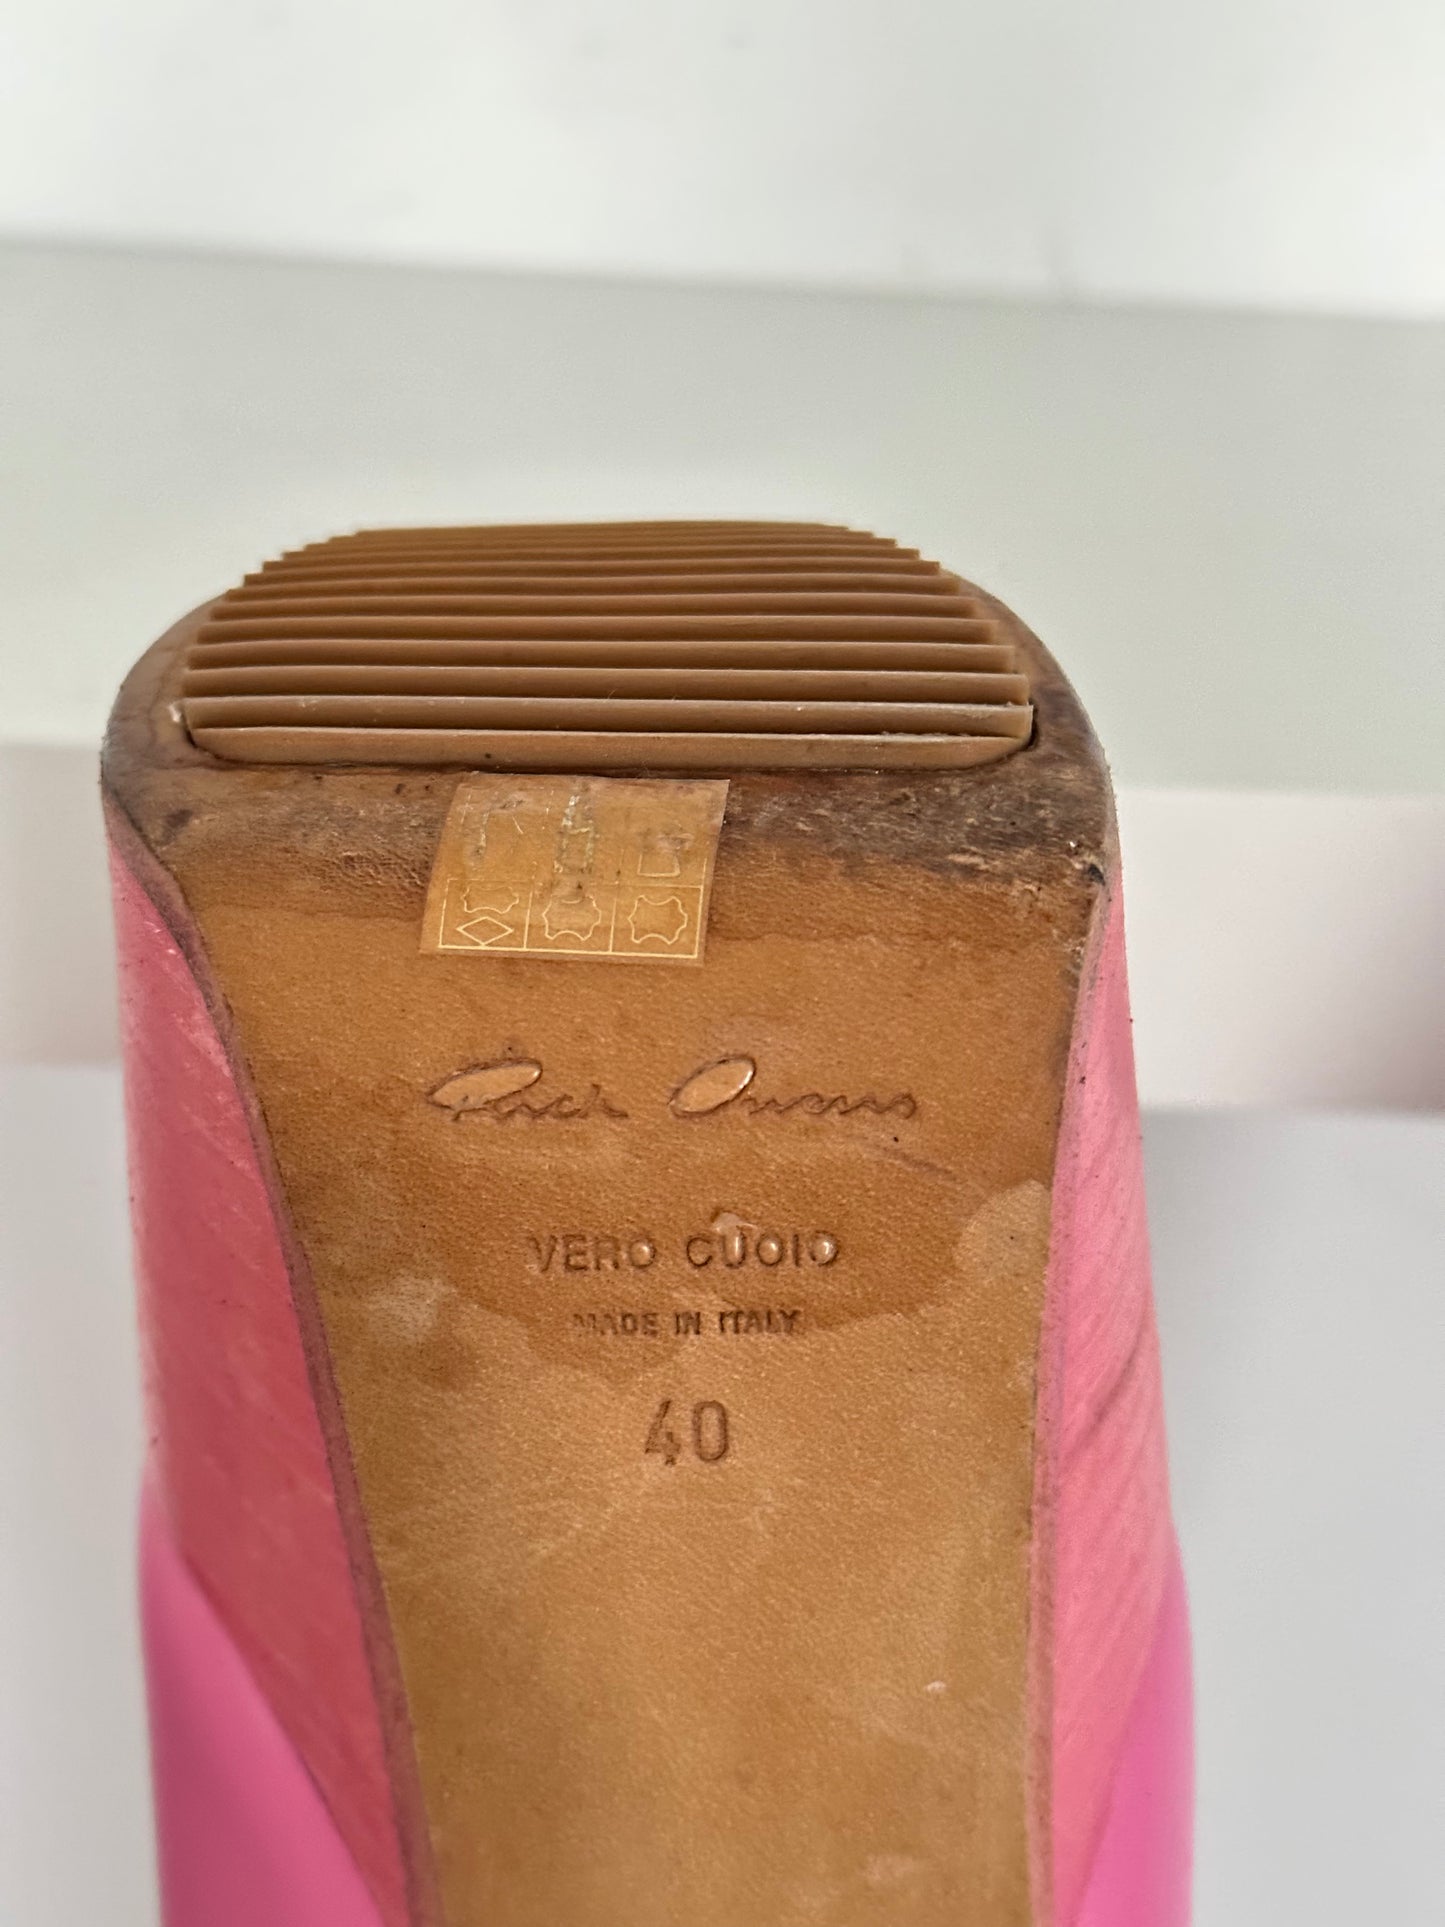 Rick Owens
VERO CUOIO
MADE IN ITALY
40